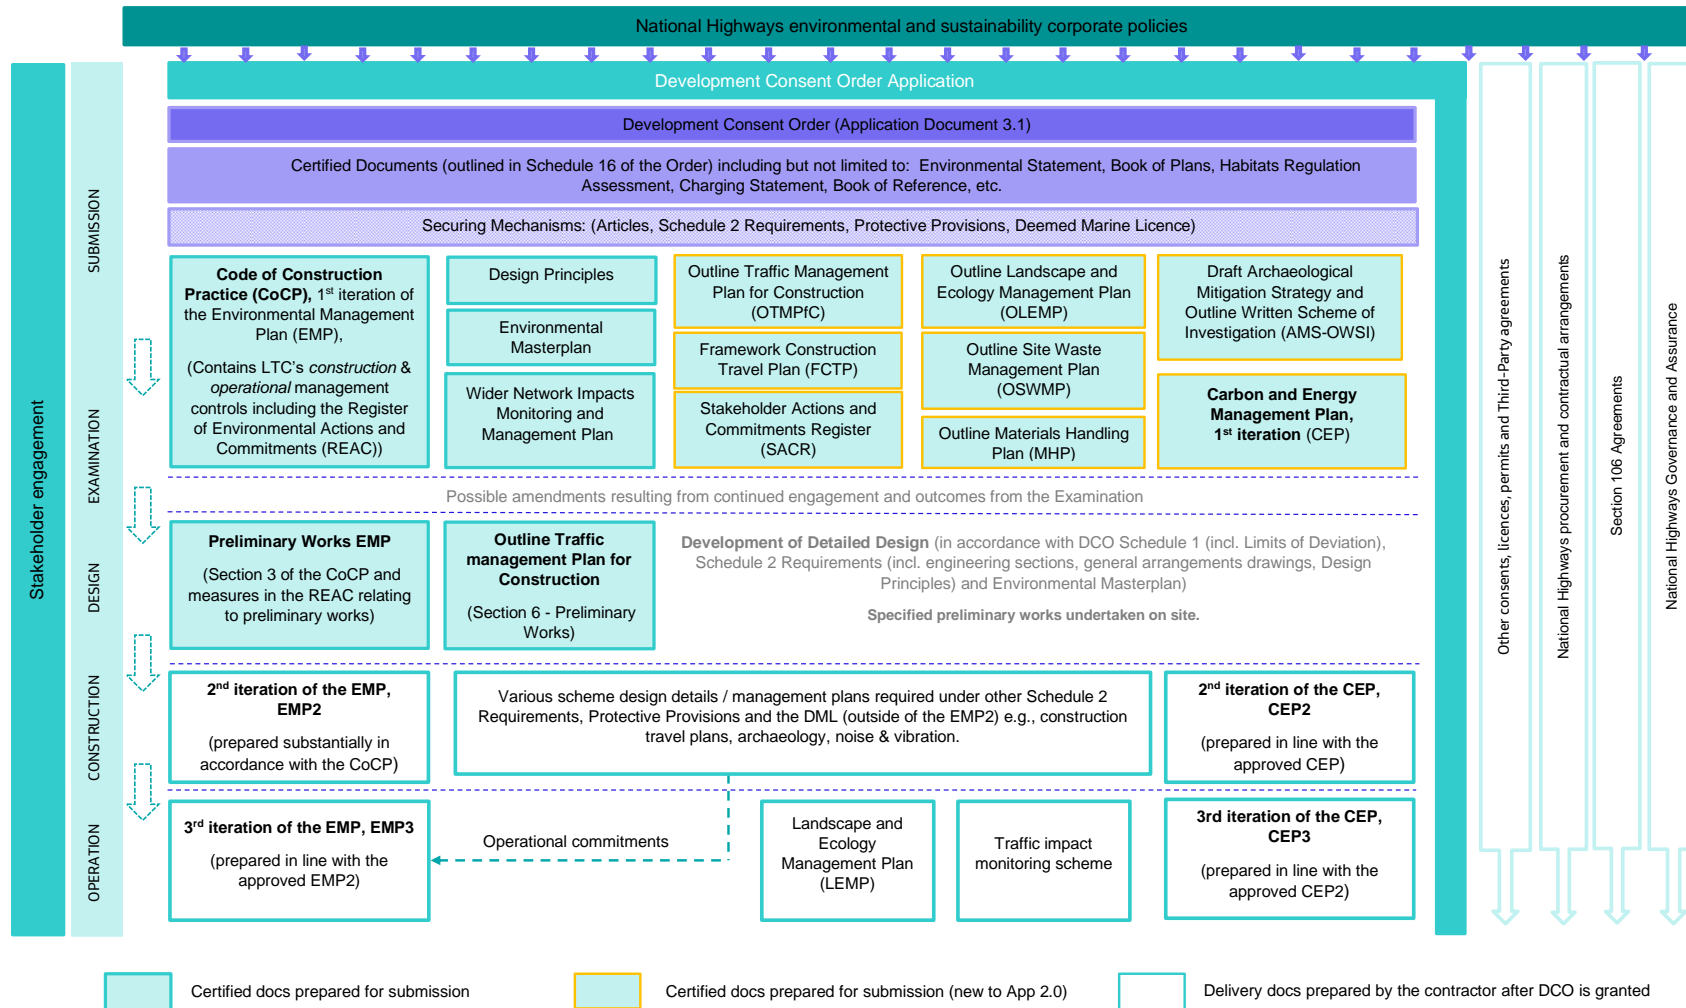 National Highways environmental and sustainability corporate policies
Development Consent Order Application
Development Consent Order (Application Document 3.1)
Certified Documents (outlined in Schedule 16 of the Order) including but not limited to: Environmental Statement, Book of Plans, Habitats Regulation
Assessment, Charging Statement, Book of Reference, etc.
Securing Mechanisms: (Articles, Schedule 2 Requirements, Protective Provisions, Deemed Marine Licence)
Stakeholder engagement
SUBMISSION
EXAMINATION
DESIGN
CONSTRUCTION
OPERATION
Code of Construction
Practice (CoCP), 1st iteration of
the Environmental Management
Plan (EMP),
(Contains LTC's construction &
operational management
controls including the Register
of Environmental Actions and
Commitments (REAC))
Design Principles
Environmental
Masterplan
Wider Network Impacts
Monitoring and
Management Plan
Outline Traffic Management
Plan for Construction
(OTMPfC)
Framework Construction
Travel Plan (FCTP)
Stakeholder Actions and
Commitments Register
(SACR)
Outline Landscape and
Ecology Management Plan
(OLEMP)
Outline Site Waste
Management Plan
(OSWMP)
Outline Materials Handling
Plan (MHP)
Draft Archaeological
Mitigation Strategy and
Outline Written Scheme of
Investigation (AMS-OWSI)
Carbon and Energy
Management Plan,
1st iteration (CEP)
Possible amendments resulting from continued engagement and outcomes from the Examination
Preliminary Works EMP
(Section 3 of the CoCP and
measures in the REAC relating
to preliminary works)
Outline Traffic
management Plan for
Construction
(Section 6 - Preliminary
Works)
Development of Detailed Design (in accordance with DCO Schedule 1 (incl. Limits of Deviation),
Schedule 2 Requirements (incl. engineering sections, general arrangements drawings, Design
Principles) and Environmental Masterplan)
Specified preliminary works undertaken on site.
2nd iteration of the EMP,
EMP2
(prepared substantially in
accordance with the CoCP)
Various scheme design details / management plans required under other Schedule 2
Requirements, Protective Provisions and the DML (outside of the EMP2) e.g., construction
travel plans, archaeology, noise & vibration.
2nd iteration of the CEP,
CEP2
(prepared in line with the
approved CEP)
3rd iteration of the EMP, EMP3
(prepared in line with the
approved EMP2)
Operational commitments
Landscape and
Ecology
Management Plan
(LEMP)
Traffic impact
monitoring scheme
3rd iteration of the CEP,
CEP3
(prepared in line with the
approved CEP2)
Other consents, licences, permits and Third-Party agreements
National Highways procurement and contractual arrangements
Section 106 Agreements
National Highways Governance and Assurance
Certified docs prepared for submission
Certified docs prepared for submission (new to App 2.0)
Delivery docs prepared by the contractor after DCO is granted